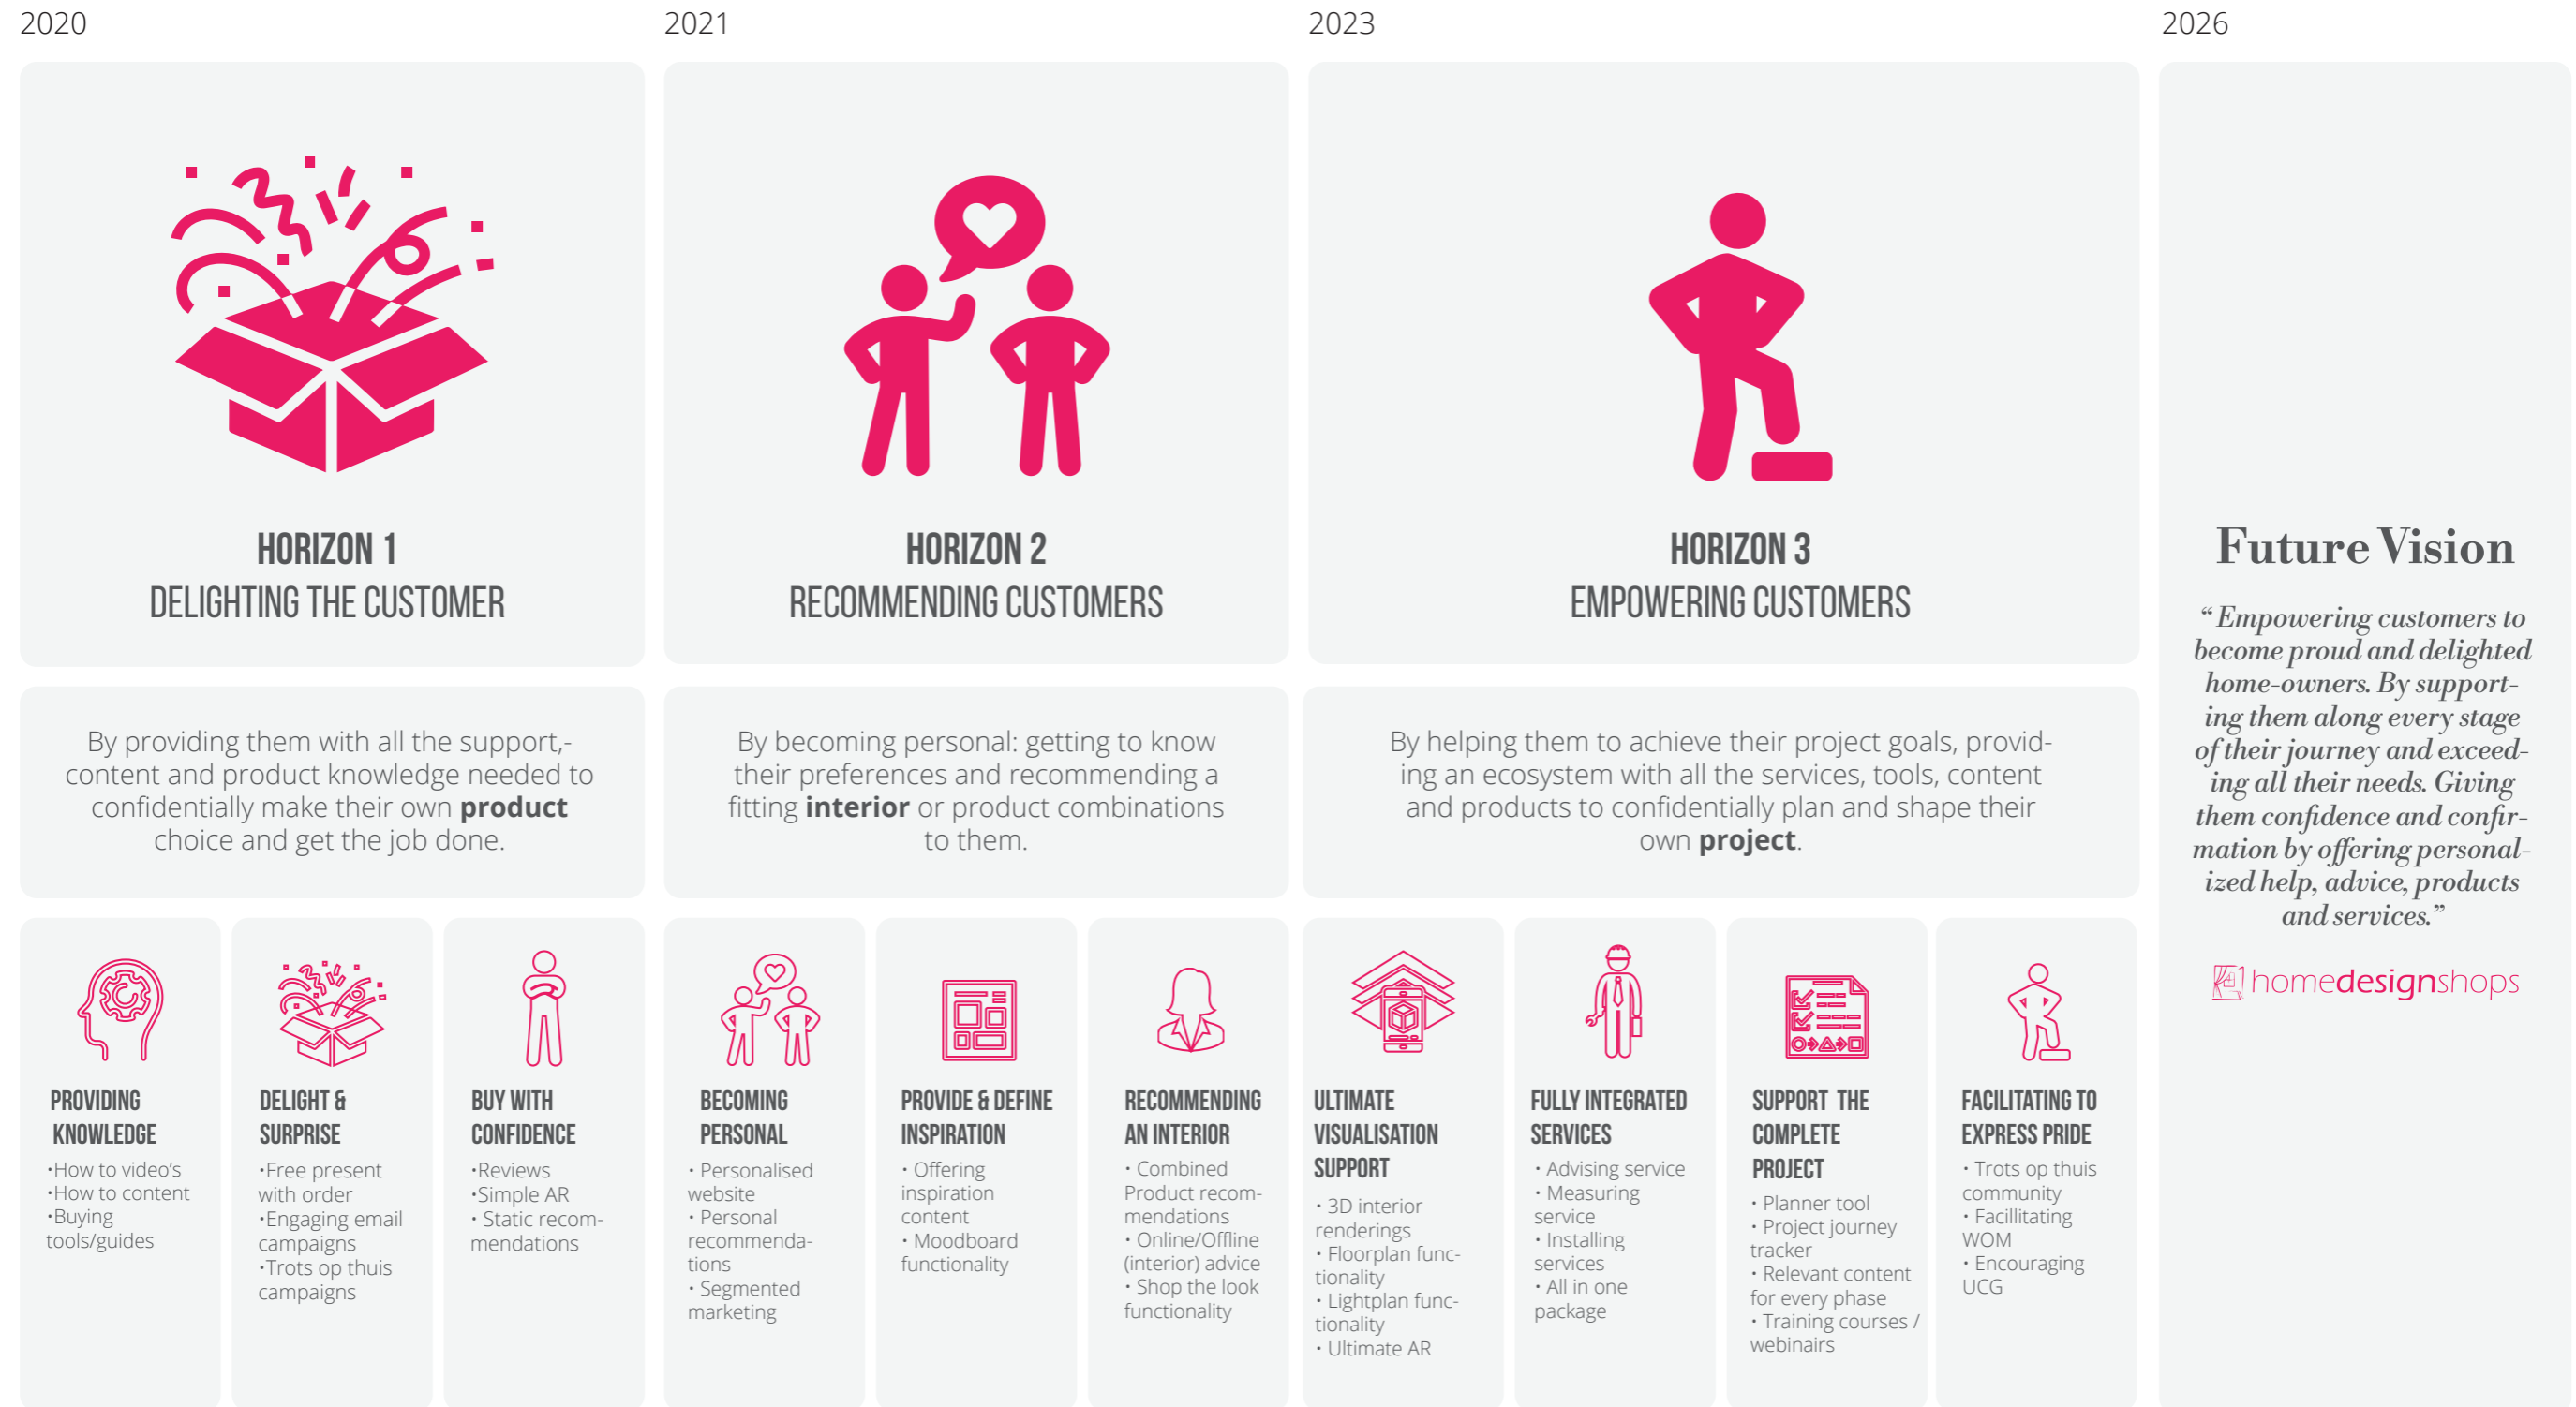 2020
2021
2023
2026
HORIZON 1
DELIGHTING THE CUSTOMER
HORIZON 2
RECOMMENDING CUSTOMERS
HORIZON 3
EMPOWERING CUSTOMERS
By providing them with all the support,-
content and product knowledge needed to
confidentially make their own product
choice and get the job done.
By becoming personal: getting to know
their preferences and recommending a
fitting interior or product combinations
to them.
By helping them to achieve their project goals, provid-
ing an ecosystem with all the services, tools, content
and products to confidentially plan and shape their
own project.
PROVIDING
KNOWLEDGE
•How to video's
•How to content
•Buying
tools/guides
DELIGHT &
SURPRISE
•Free present
with order
•Engaging email
campaigns
•Trots op thuis
campaigns
BUY WITH
CONFIDENCE
•Reviews
•Simple AR
• Static recom-
mendations
BECOMING
PERSONAL
• Personalised
website
• Personal
recommenda-
tions
• Segmented
marketing
PROVIDE & DEFINE
INSPIRATION
• Offering
inspiration
content
• Moodboard
functionality
RECOMMENDING
AN INTERIOR
• Combined
Product recom-
mendations
• Online/Offline
(interior) advice
• Shop the look
functionality
ULTIMATE
VISUALISATION
SUPPORT
• 3D interior
renderings
• Floorplan func-
tionality
• Lightplan func-
tionality
• Ultimate AR
FULLY INTEGRATED
SERVICES
• Advising service
• Measuring
service
• Installing
services
• All in one
package
SUPPORT THE
COMPLETE
PROJECT
• Planner tool
• Project journey
tracker
• Relevant content
for every phase
• Training courses /
webinairs
FACILITATING TO
EXPRESS PRIDE
• Trots op thuis
community
• Facillitating
WOM
• Encouraging
UCG
Future Vision
“ Empowering customers to
become proud and delighted
home-owners. By support-
ing them along every stage
of their journey and exceed-
ing all their needs. Giving
them confidence and confir-
mation by offering personal-
ized help, advice, products
and services.”
homedesignshops